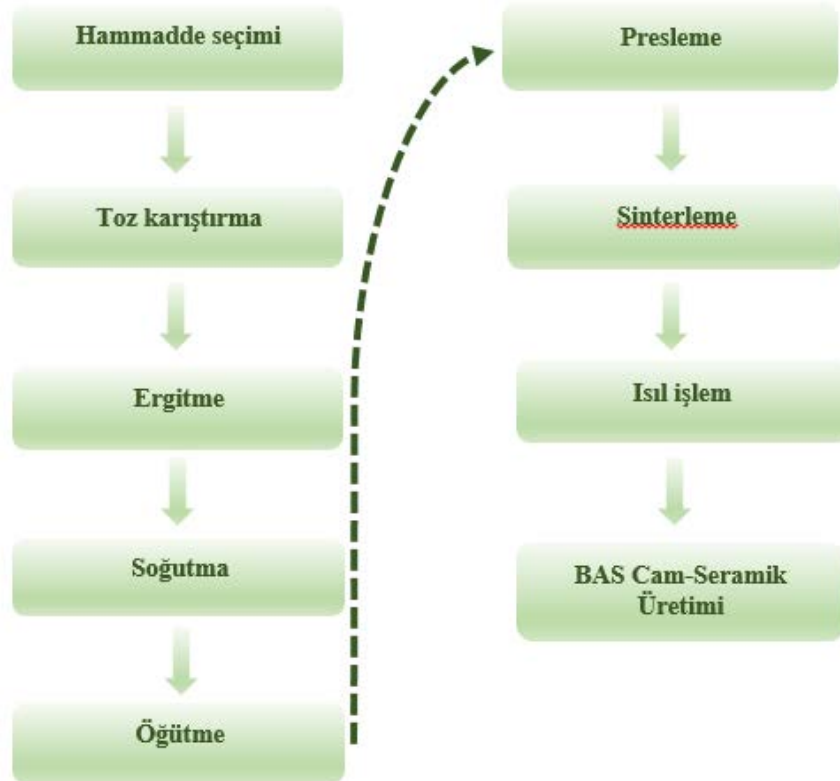 Hammadde seçimi
Toz karıştırma
Ergitme
Soğutma
Öğütme
Presleme
Sinterleme
Isıl işlem
BAS Cam-Seramik
Üretimi